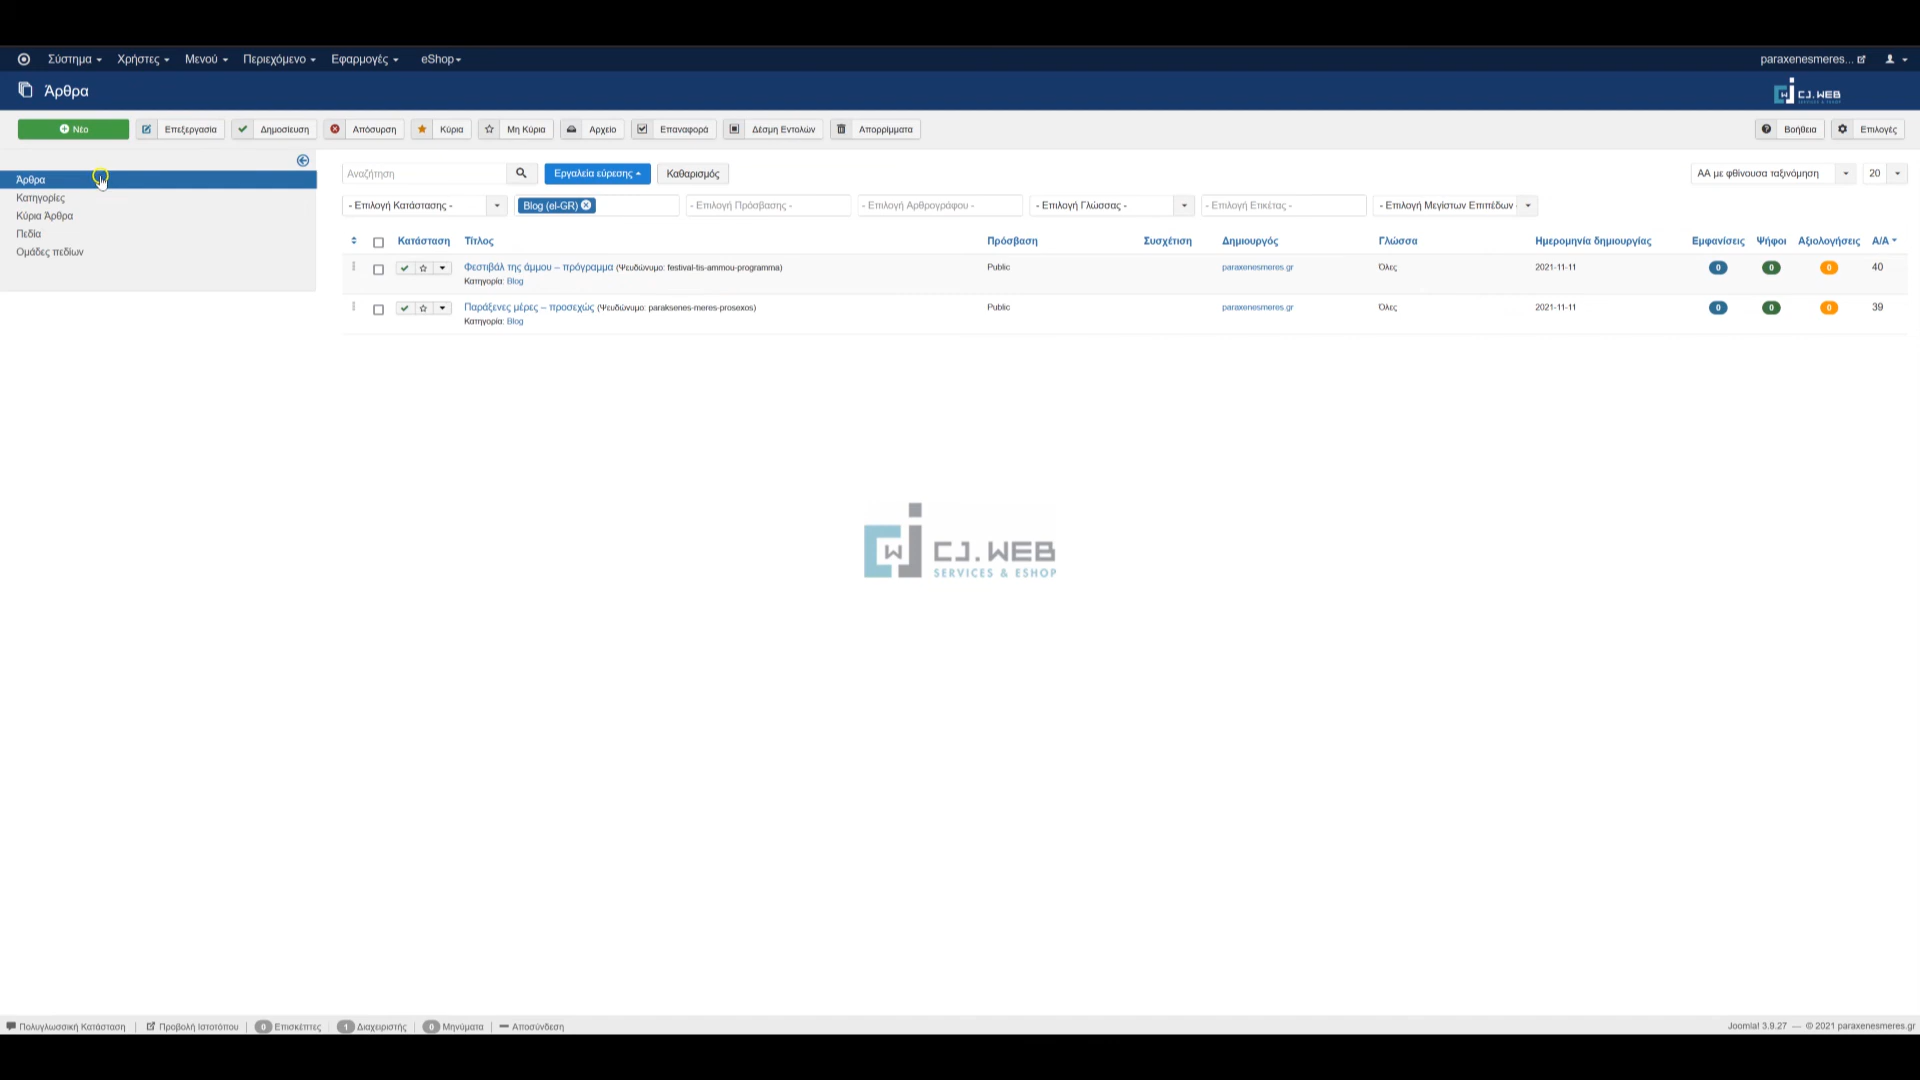 Σύστημα Χρήστες Μενού Περιεχόμενο Εφαρμογές eShop paraxenesmeres...
Άρθρα CJ.WEB
Νέο Επεξεργασία Δημοσίευση Απόσυρση Κύρια Μη Κύρια Αρχείο Επαναφορά Δέσμη Εντολών Απορρίμματα Βοήθεια Επιλογές
Άρθρα
Κατηγορίες
Κύρια Άρθρα
Πεδία
Ομάδες πεδίων
Αναζήτηση Εργαλεία εύρεσης Καθαρισμός ΑΑ με φθίνουσα ταξινόμηση 20
- Επιλογή Κατάστασης - Blog (el-GR) - Επιλογή Πρόσβασης - - Επιλογή Αρθρογράφου - - Επιλογή Γλώσσας - - Επιλογή Ετικέτας - - Επιλογή Μεγίστων Επιπέδων
Κατάσταση Τίτλος Πρόσβαση Συσχέτιση Δημιουργός Γλώσσα Ημερομηνία δημιουργίας Εμφανίσεις Ψήφοι Αξιολογήσεις Α/Α
Φεστιβάλ της άμμου – πρόγραμμα (Ψευδώνυμο: festival-tis-ammou-programma) Public paraxenesmeres.gr Όλες 2021-11-11 0 0 0 40
Κατηγορία: Blog
Παράξενες μέρες – προσεχώς (Ψευδώνυμο: paraksenes-meres-prosexos) Public paraxenesmeres.gr Όλες 2021-11-11 0 0 0 39
Κατηγορία: Blog
CJ.WEB
SERVICES & ESHOP
Πολυγλωσσική Κατάσταση Προβολή Ιστοτόπου 0 Επισκέπτες 1 Διαχειριστής 0 Μηνύματα Αποσύνδεση Joomla! 3.9.27 — © 2021 paraxenesmeres.gr